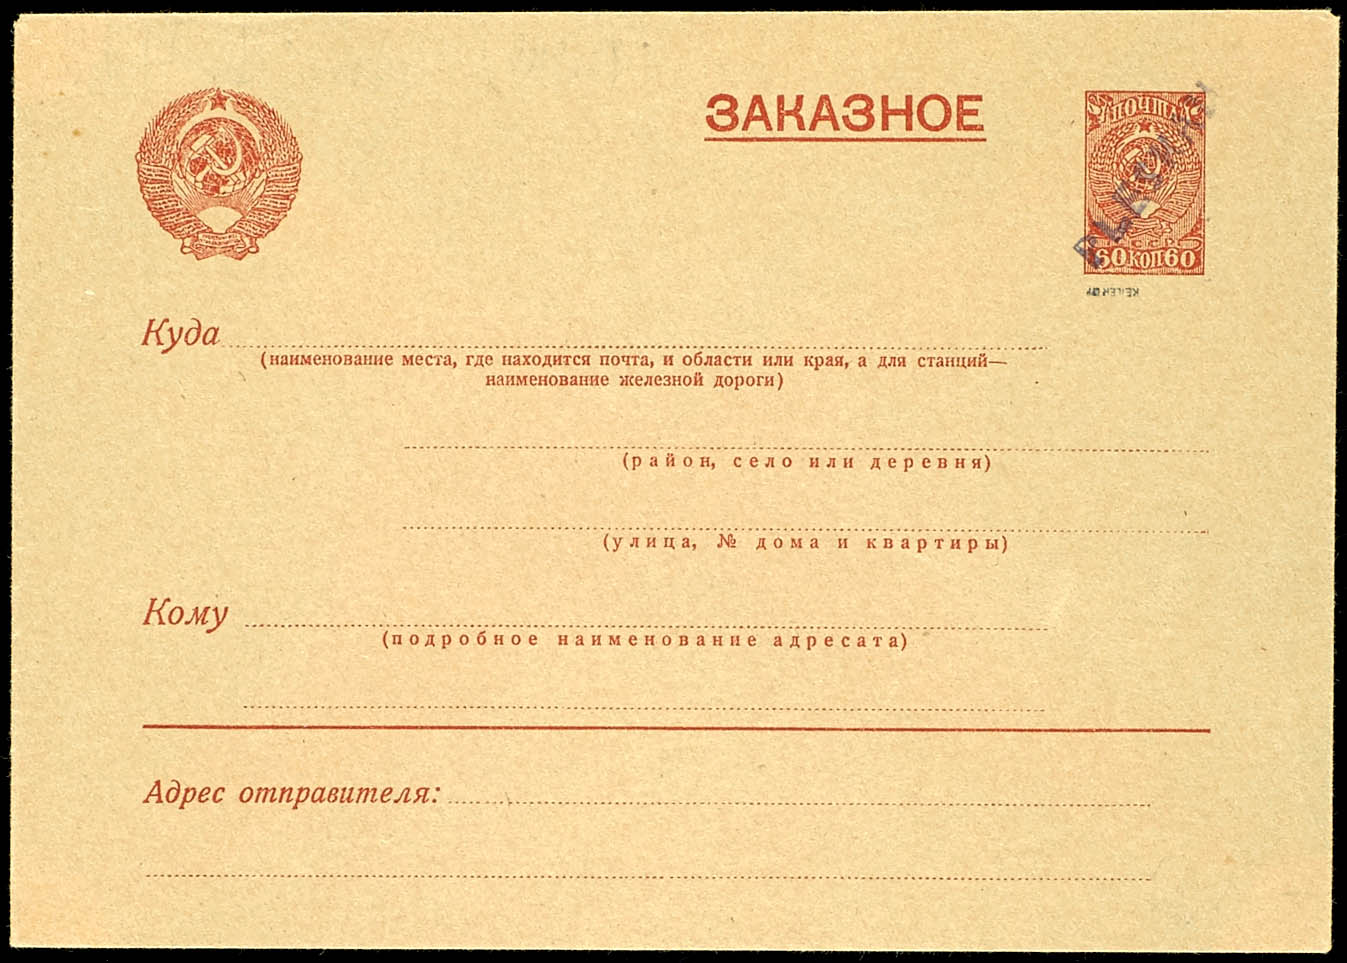 ЗАКАЗНОЕ
ПОЧТА
СССР
60 КОП 60
Куда
(наименование места, где находится почта, и области или края, а для станций—
наименование железной дороги)
(район, село или деревня)
(улица, № дома и квартиры)
Кому
(подробное наименование адресата)
Адрес отправителя: